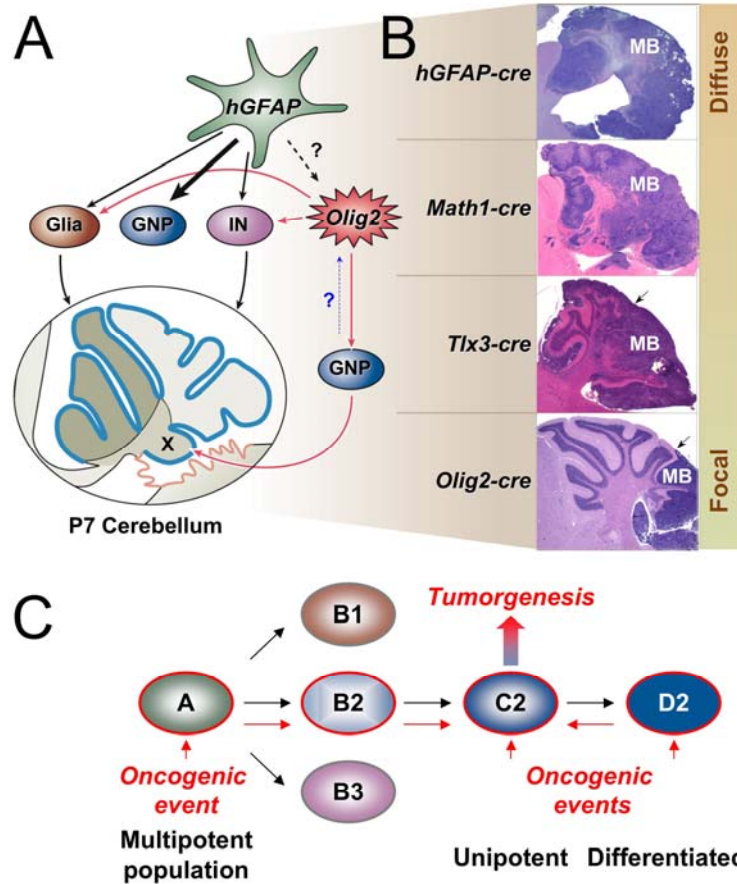 A
hGFAP
?
Glia
GNP
IN
Olig2
?
GNP
X
P7 Cerebellum
B
hGFAP-cre
MB
Math1-cre
MB
Tlx3-cre
MB
Olig2-cre
MB
Diffuse
Focal
C
Tumorgenesis
B1
A
B2
C2
D2
B3
Oncogenic
event
Oncogenic
events
Multipotent
population
Unipotent
Differentiated